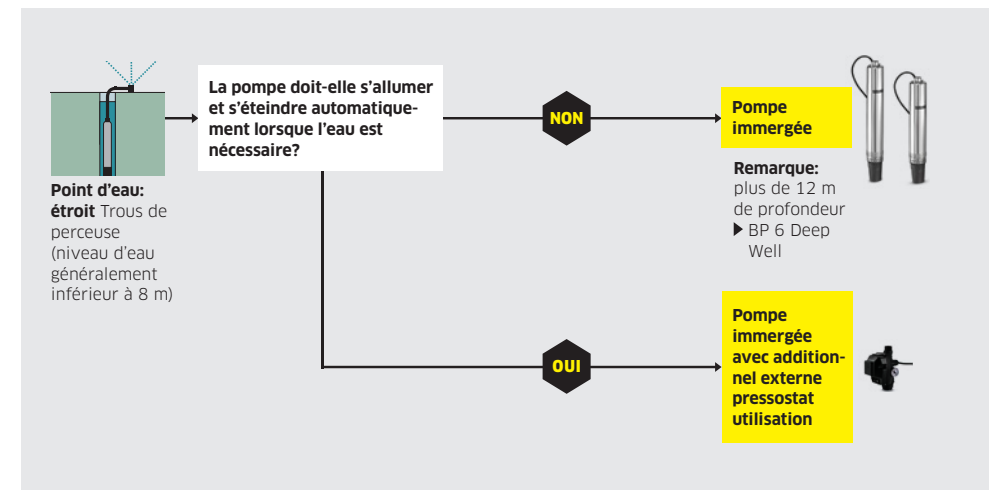 Point d'eau:
étroit Trous de
perceuse
(niveau d'eau
généralement
inférieur à 8 m)
La pompe doit-elle s'allumer
et s'éteindre automatique-
ment lorsque l'eau est
nécessaire?
NON
Pompe
immergée
Remarque:
plus de 12 m
de profondeur
▶ BP 6 Deep
Well
OUI
Pompe
immergée
avec addition-
nel externe
pressostat
utilisation